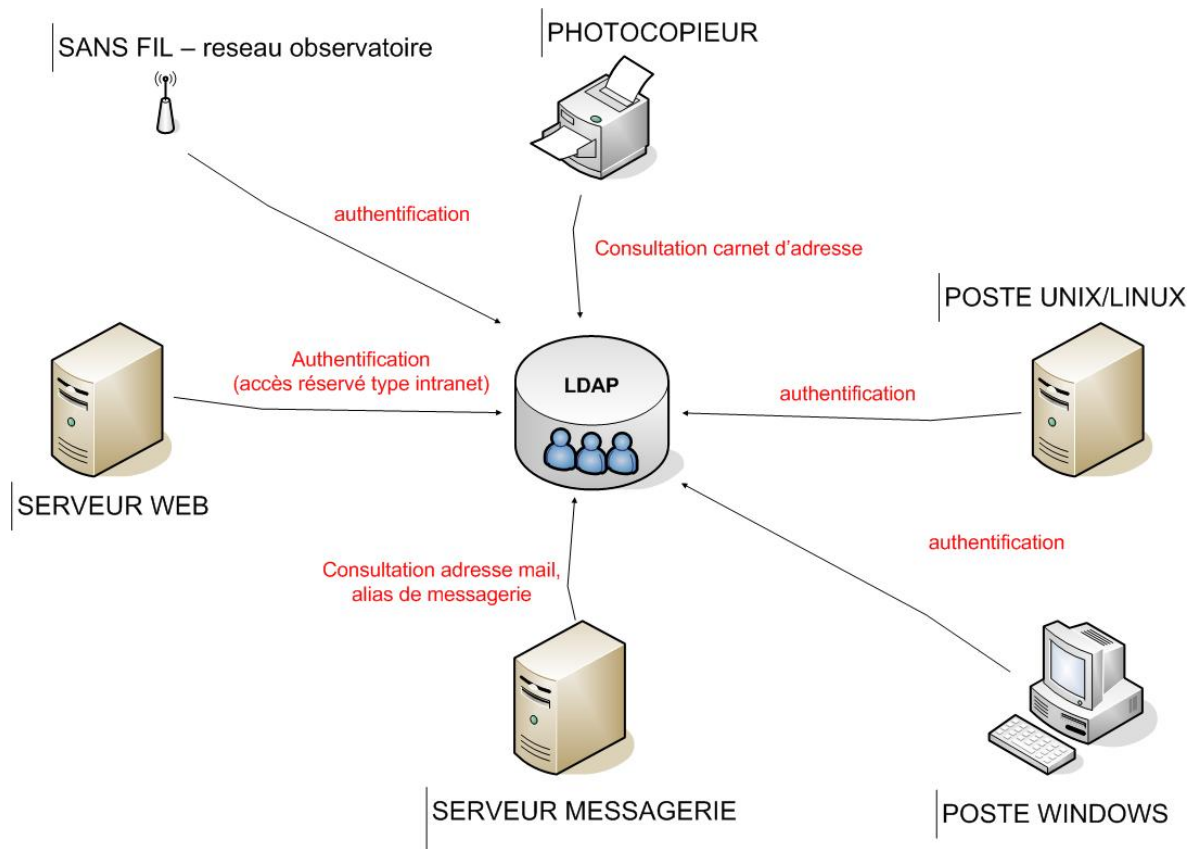 SANS FIL – reseau observatoire
PHOTOCOPIEUR
authentification
Consultation carnet d'adresse
POSTE UNIX/LINUX
Authentification
(accès réservé type intranet)
LDAP
authentification
SERVEUR WEB
authentification
Consultation adresse mail,
alias de messagerie
SERVEUR MESSAGERIE
POSTE WINDOWS